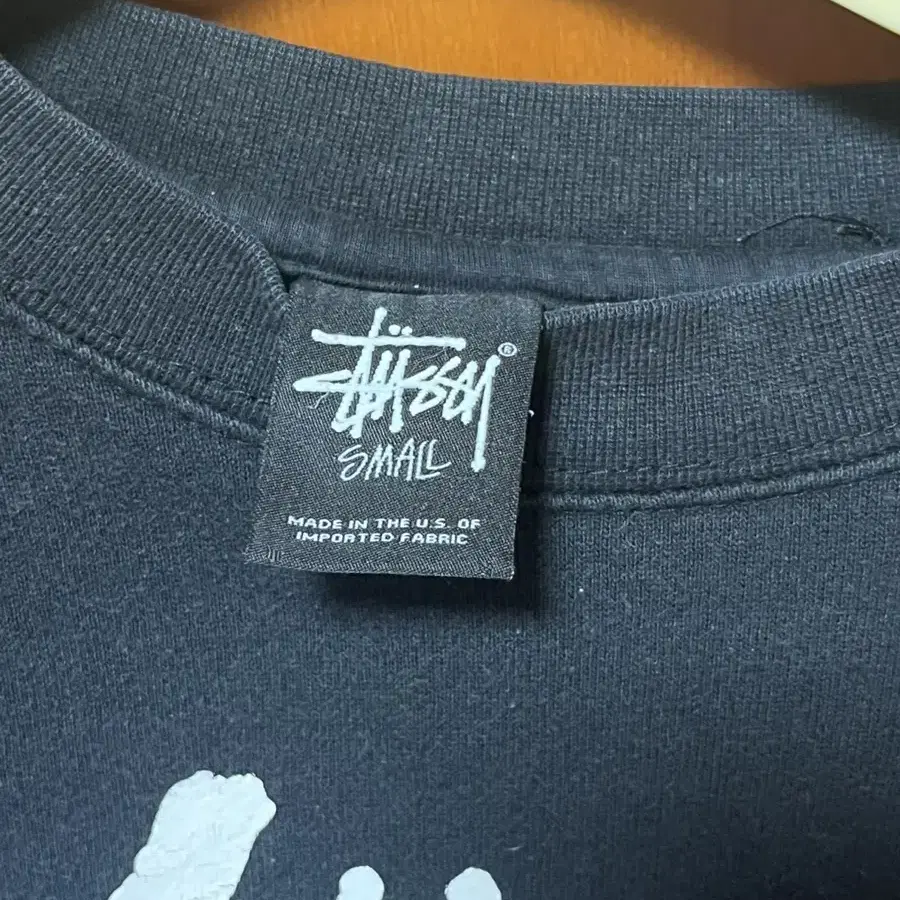 Stüssy®
SMALL
MADE IN THE U.S. OF
IMPORTED FABRIC